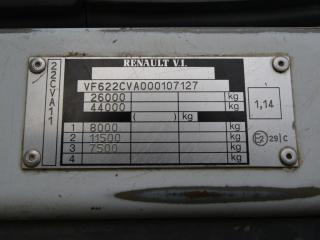 RENAULT V.I.
22CVA11
VF622CVA000107127
26000 kg
44000 kg
( ) kg
1 8000 kg
2 11500 kg
3 7500 kg
4 kg
1,14
E2 29 C